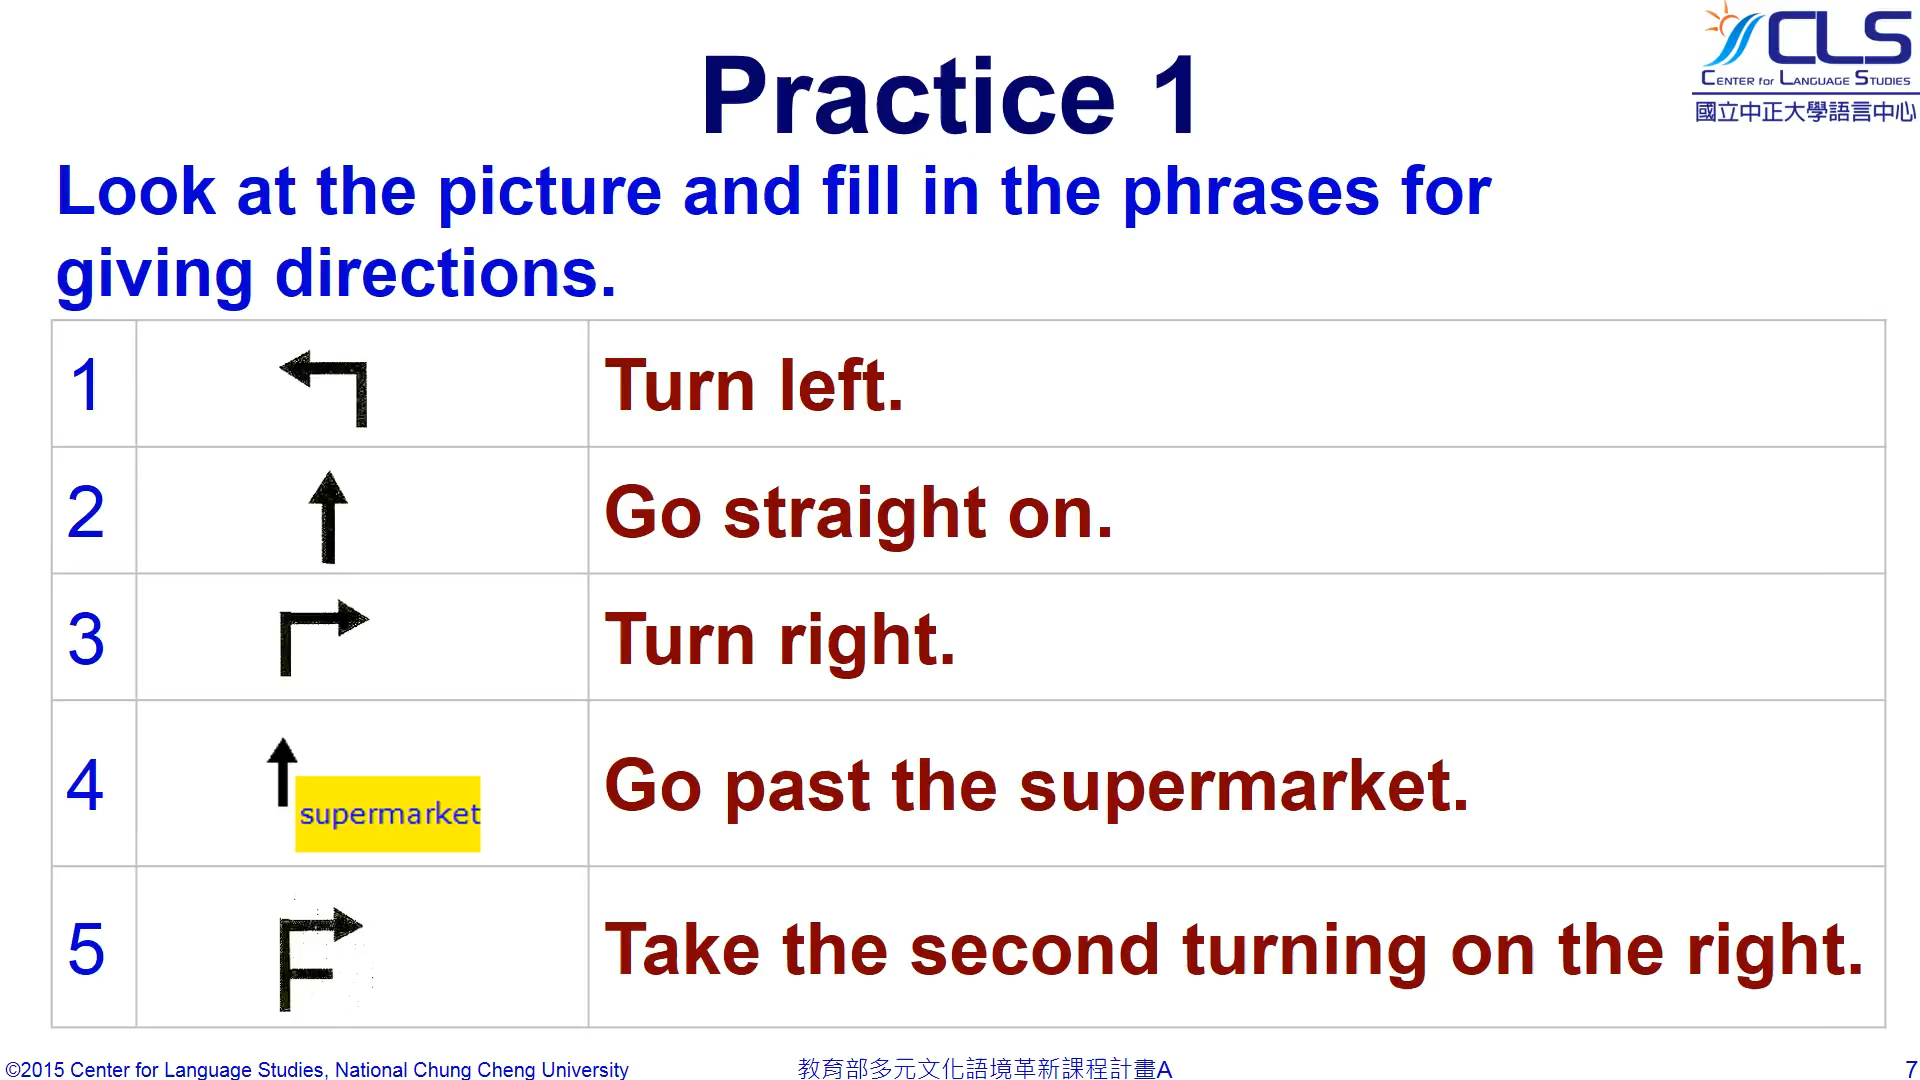 CLS
CENTER for LANGUAGE STUDIES
國立中正大學語言中心
Practice 1
Look at the picture and fill in the phrases for
giving directions.
1 Turn left.
2 Go straight on.
3 Turn right.
4 supermarket Go past the supermarket.
5 Take the second turning on the right.
©2015 Center for Language Studies, National Chung Cheng University 教育部多元文化語境革新課程計畫A 7